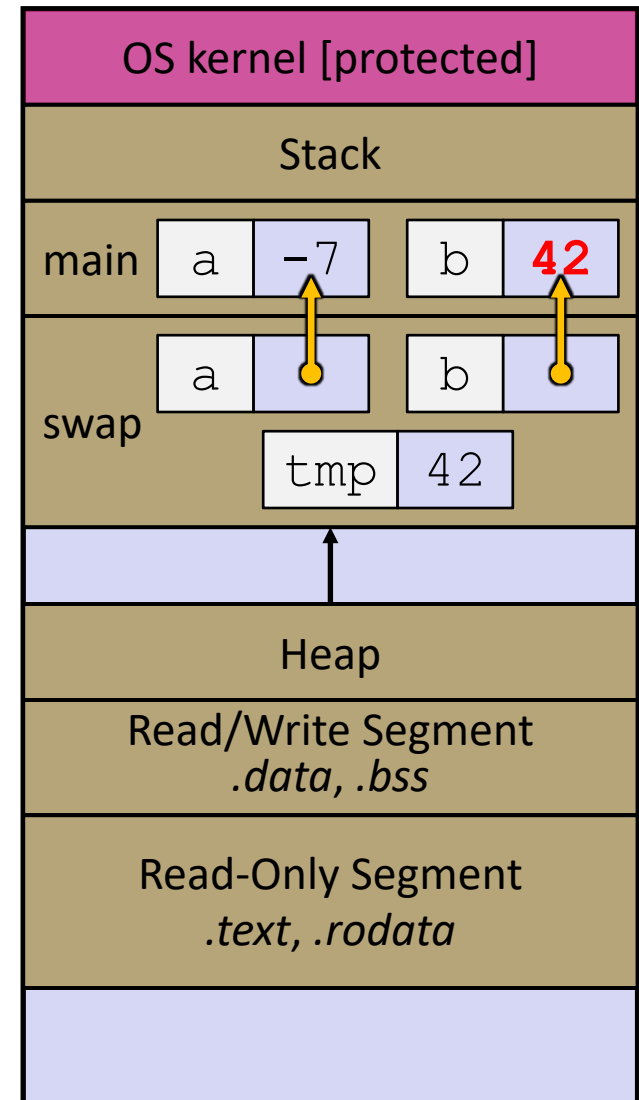 OS kernel [protected]
Stack
main a -7 b 42
swap a b
tmp 42
Heap
Read/Write Segment
.data, .bss
Read-Only Segment
.text, .rodata